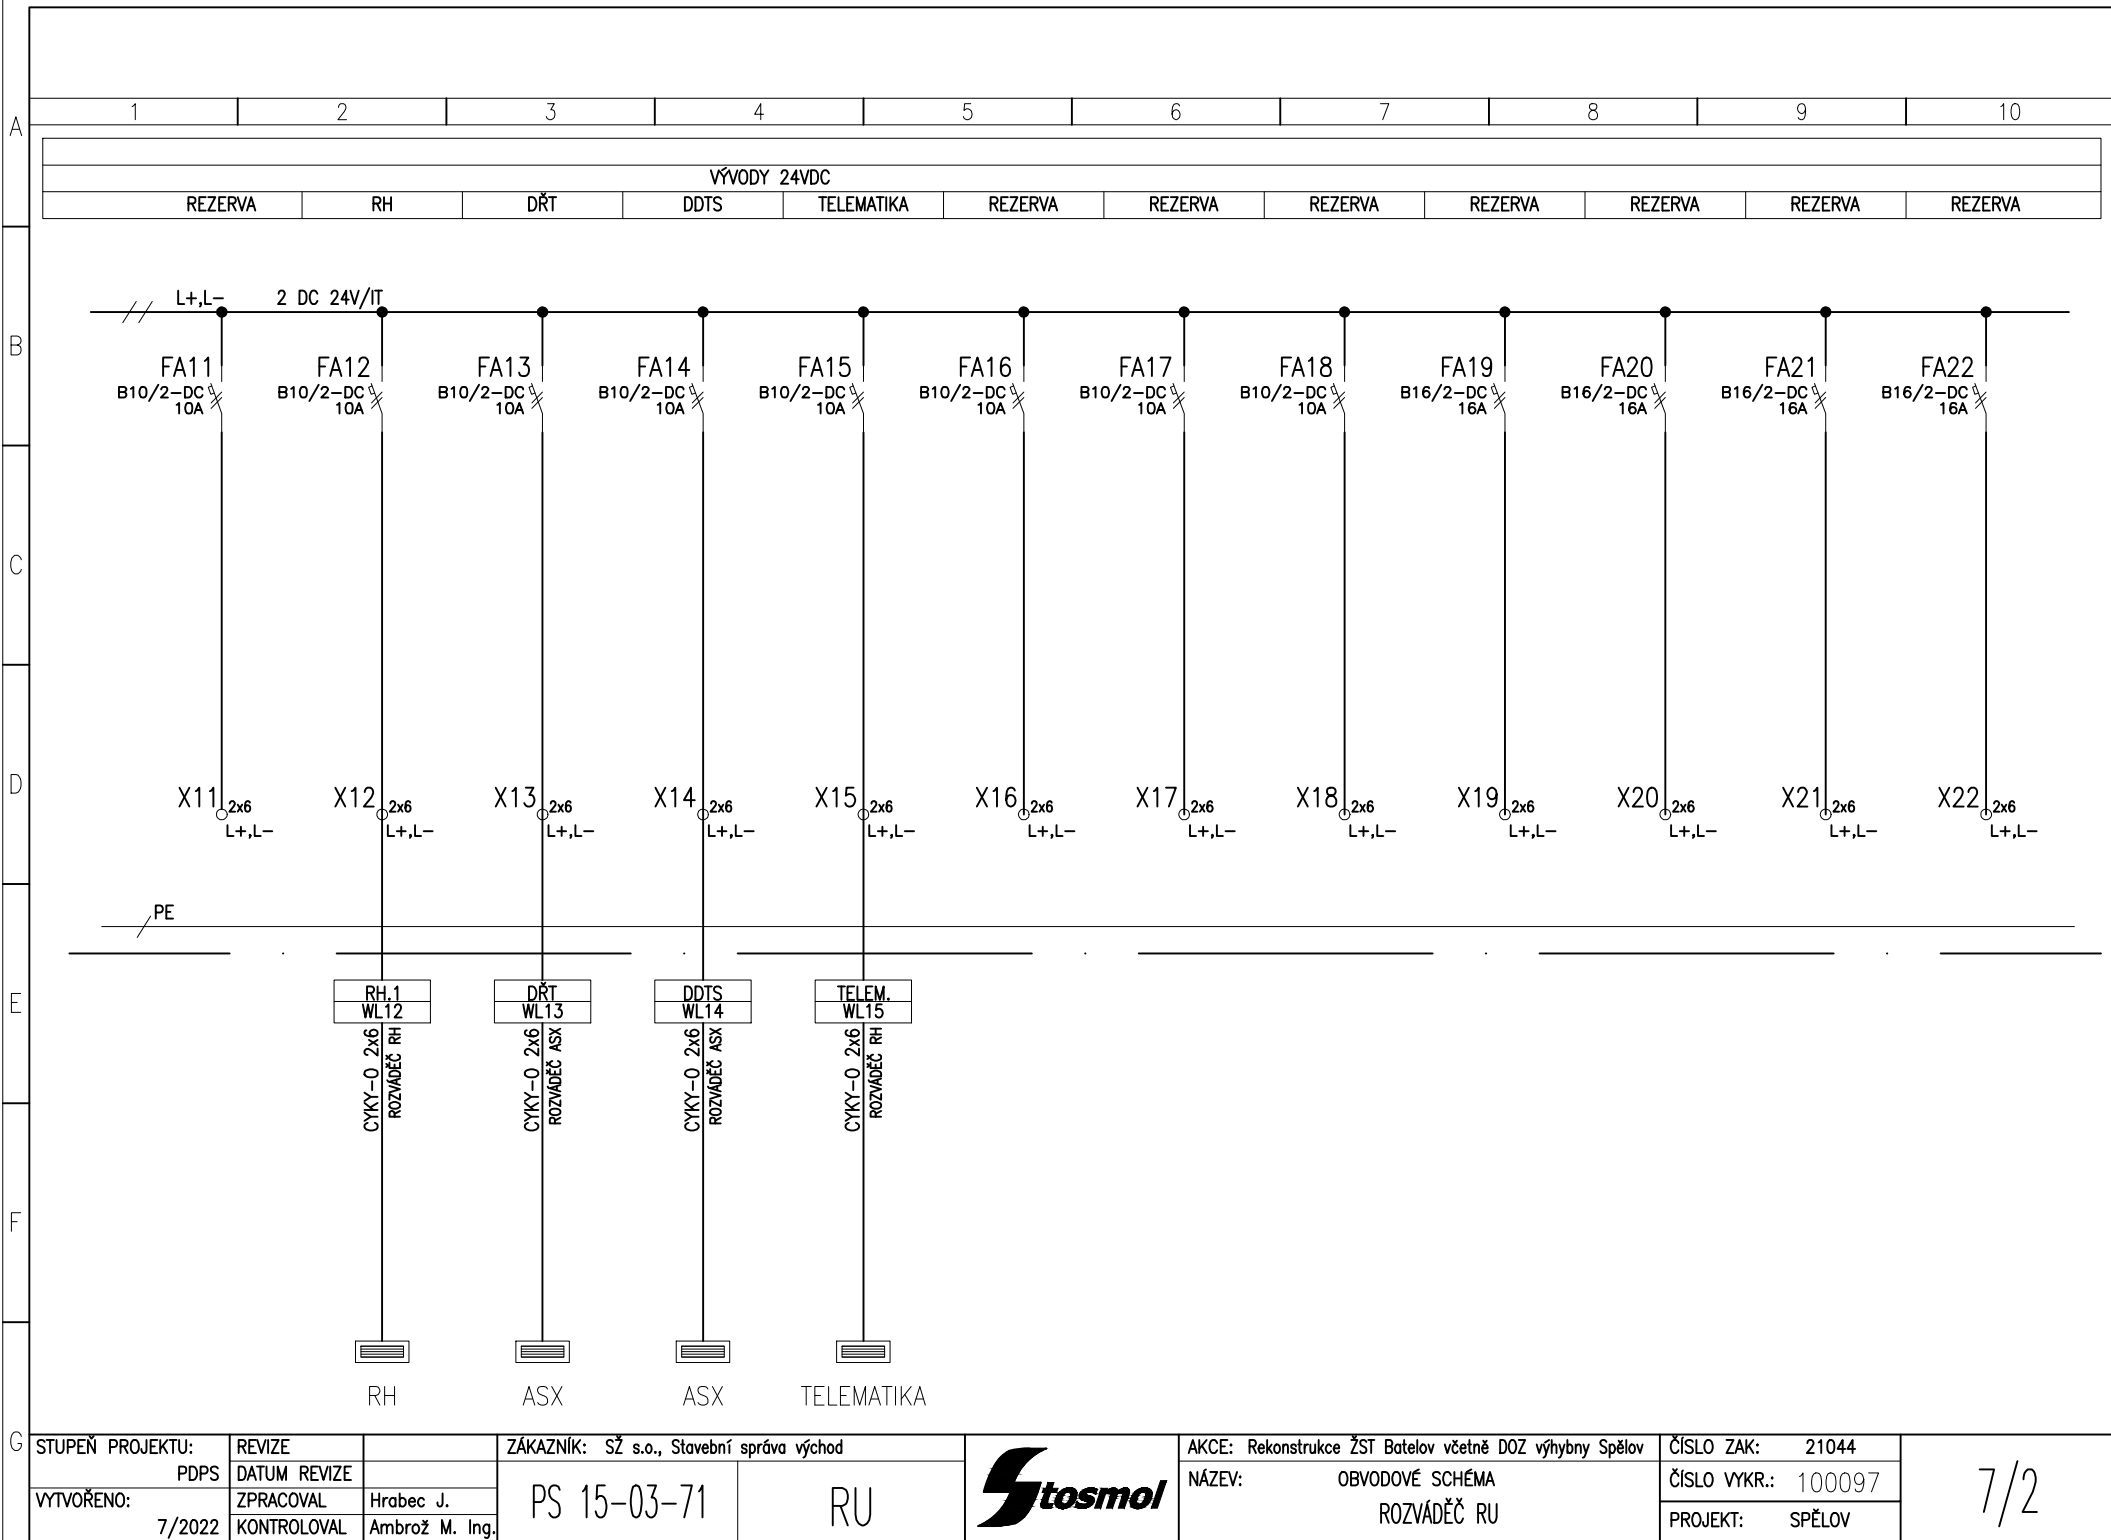 1 2 3 4 5 6 7 8 9 10
A
VÝVODY 24VDC
REZERVA RH DŘT DDTS TELEMATIKA REZERVA REZERVA REZERVA REZERVA REZERVA REZERVA REZERVA
L+,L- 2 DC 24V/IT
B
FA11 FA12 FA13 FA14 FA15 FA16 FA17 FA18 FA19 FA20 FA21 FA22
B10/2-DC B10/2-DC B10/2-DC B10/2-DC B10/2-DC B10/2-DC B10/2-DC B10/2-DC B16/2-DC B16/2-DC B16/2-DC B16/2-DC
10A 10A 10A 10A 10A 10A 10A 10A 16A 16A 16A 16A
C
D
X11 2x6 X12 2x6 X13 2x6 X14 2x6 X15 2x6 X16 2x6 X17 2x6 X18 2x6 X19 2x6 X20 2x6 X21 2x6 X22 2x6
L+,L- L+,L- L+,L- L+,L- L+,L- L+,L- L+,L- L+,L- L+,L- L+,L- L+,L- L+,L-
PE
E
RH.1 DŘT DDTS TELEM.
WL12 WL13 WL14 WL15
CYKY-O 2x6
ROZVÁDĚČ RH
CYKY-O 2x6
ROZVÁDĚČ ASX
CYKY-O 2x6
ROZVÁDĚČ ASX
CYKY-O 2x6
ROZVÁDĚČ RH
F
RH ASX ASX TELEMATIKA
G
STUPEŇ PROJEKTU:
PDPS
VYTVOŘENO:
7/2022
REVIZE
DATUM REVIZE
ZPRACOVAL Hrabec J.
KONTROLOVAL Ambrož M. Ing.
ZÁKAZNÍK: SŽ s.o., Stavební správa východ
PS 15-03-71 RU
Stosmol
AKCE: Rekonstrukce ŽST Batelov včetně DOZ výhybny Spělov
NÁZEV: OBVODOVÉ SCHÉMA
ROZVÁDĚČ RU
ČÍSLO ZAK: 21044
ČÍSLO VYKR.: 100097
PROJEKT: SPĚLOV
7/2